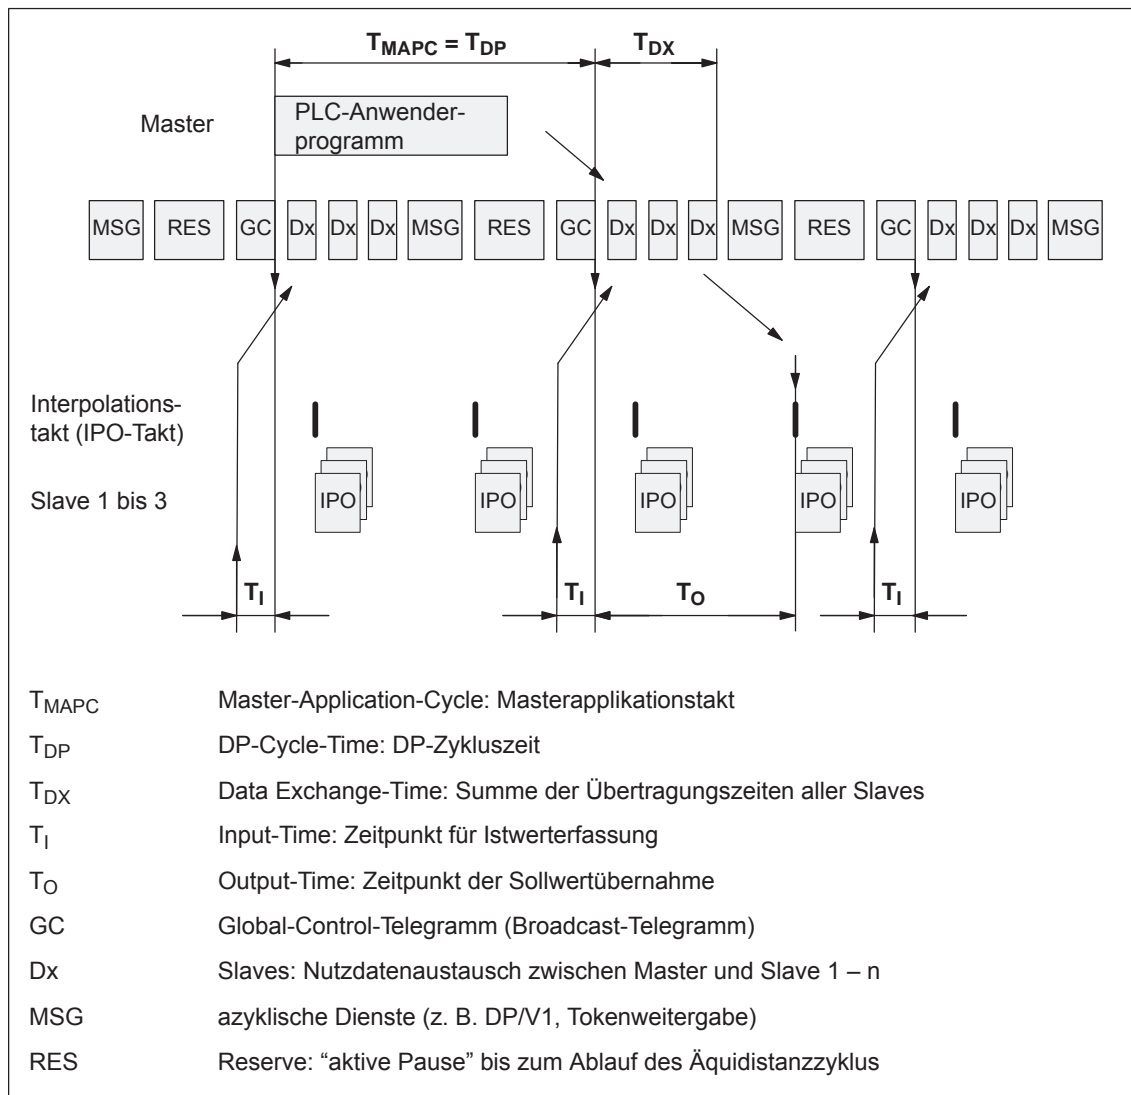 TMAPC = TDP TDX
Master
PLC-Anwender-
programm
MSG RES GC Dx Dx Dx MSG RES GC Dx Dx Dx MSG RES GC Dx Dx Dx MSG
Interpolations-
takt (IPO-Takt)
Slave 1 bis 3
IPO IPO IPO IPO IPO
TI TI TO TI
TMAPC Master-Application-Cycle: Masterapplikationstakt
TDP DP-Cycle-Time: DP-Zykluszeit
TDX Data Exchange-Time: Summe der Übertragungszeiten aller Slaves
TI Input-Time: Zeitpunkt für Istwerterfassung
TO Output-Time: Zeitpunkt der Sollwertübernahme
GC Global-Control-Telegramm (Broadcast-Telegramm)
Dx Slaves: Nutzdatenaustausch zwischen Master und Slave 1 – n
MSG azyklische Dienste (z. B. DP/V1, Tokenweitergabe)
RES Reserve: “aktive Pause” bis zum Ablauf des Äquidistanzzyklus